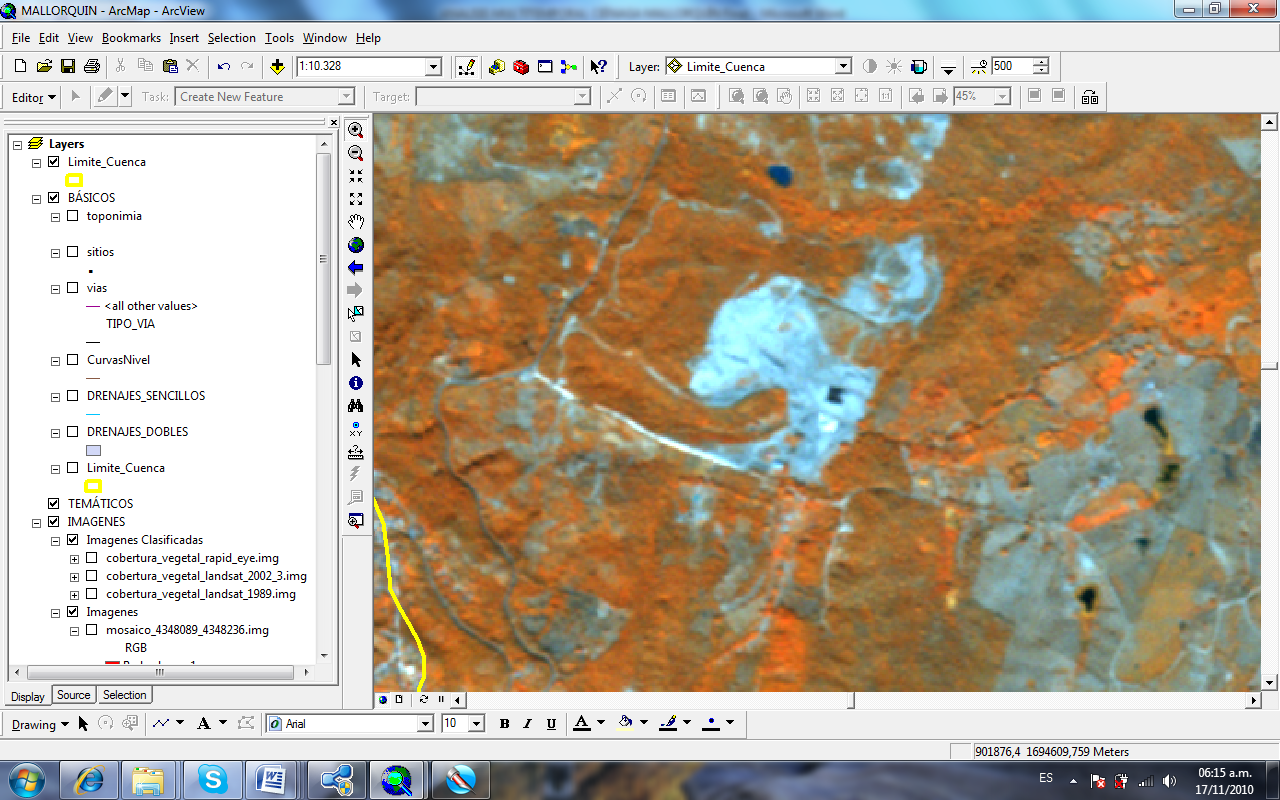 MALLORQUIN - ArcMap - ArcView
File Edit View Bookmarks Insert Selection Tools Window Help
1:10.328 Layer: Limite_Cuenca 500
Editor Task: Create New Feature Target: 1:1 45%
Layers
Limite_Cuenca
BÁSICOS
toponimia
sitios
vias
<all other values>
TIPO_VIA
CurvasNivel
DRENAJES_SENCILLOS
DRENAJES_DOBLES
Limite_Cuenca
TEMÁTICOS
IMAGENES
Imagenes Clasificadas
cobertura_vegetal_rapid_eye.img
cobertura_vegetal_landsat_2002_3.img
cobertura_vegetal_landsat_1989.img
Imagenes
mosaico_4348089_4348236.img
RGB
Display Source Selection
Drawing A Arial 10 B I U A
901876,4 1694609,759 Meters
ES 06:15 a.m.
17/11/2010